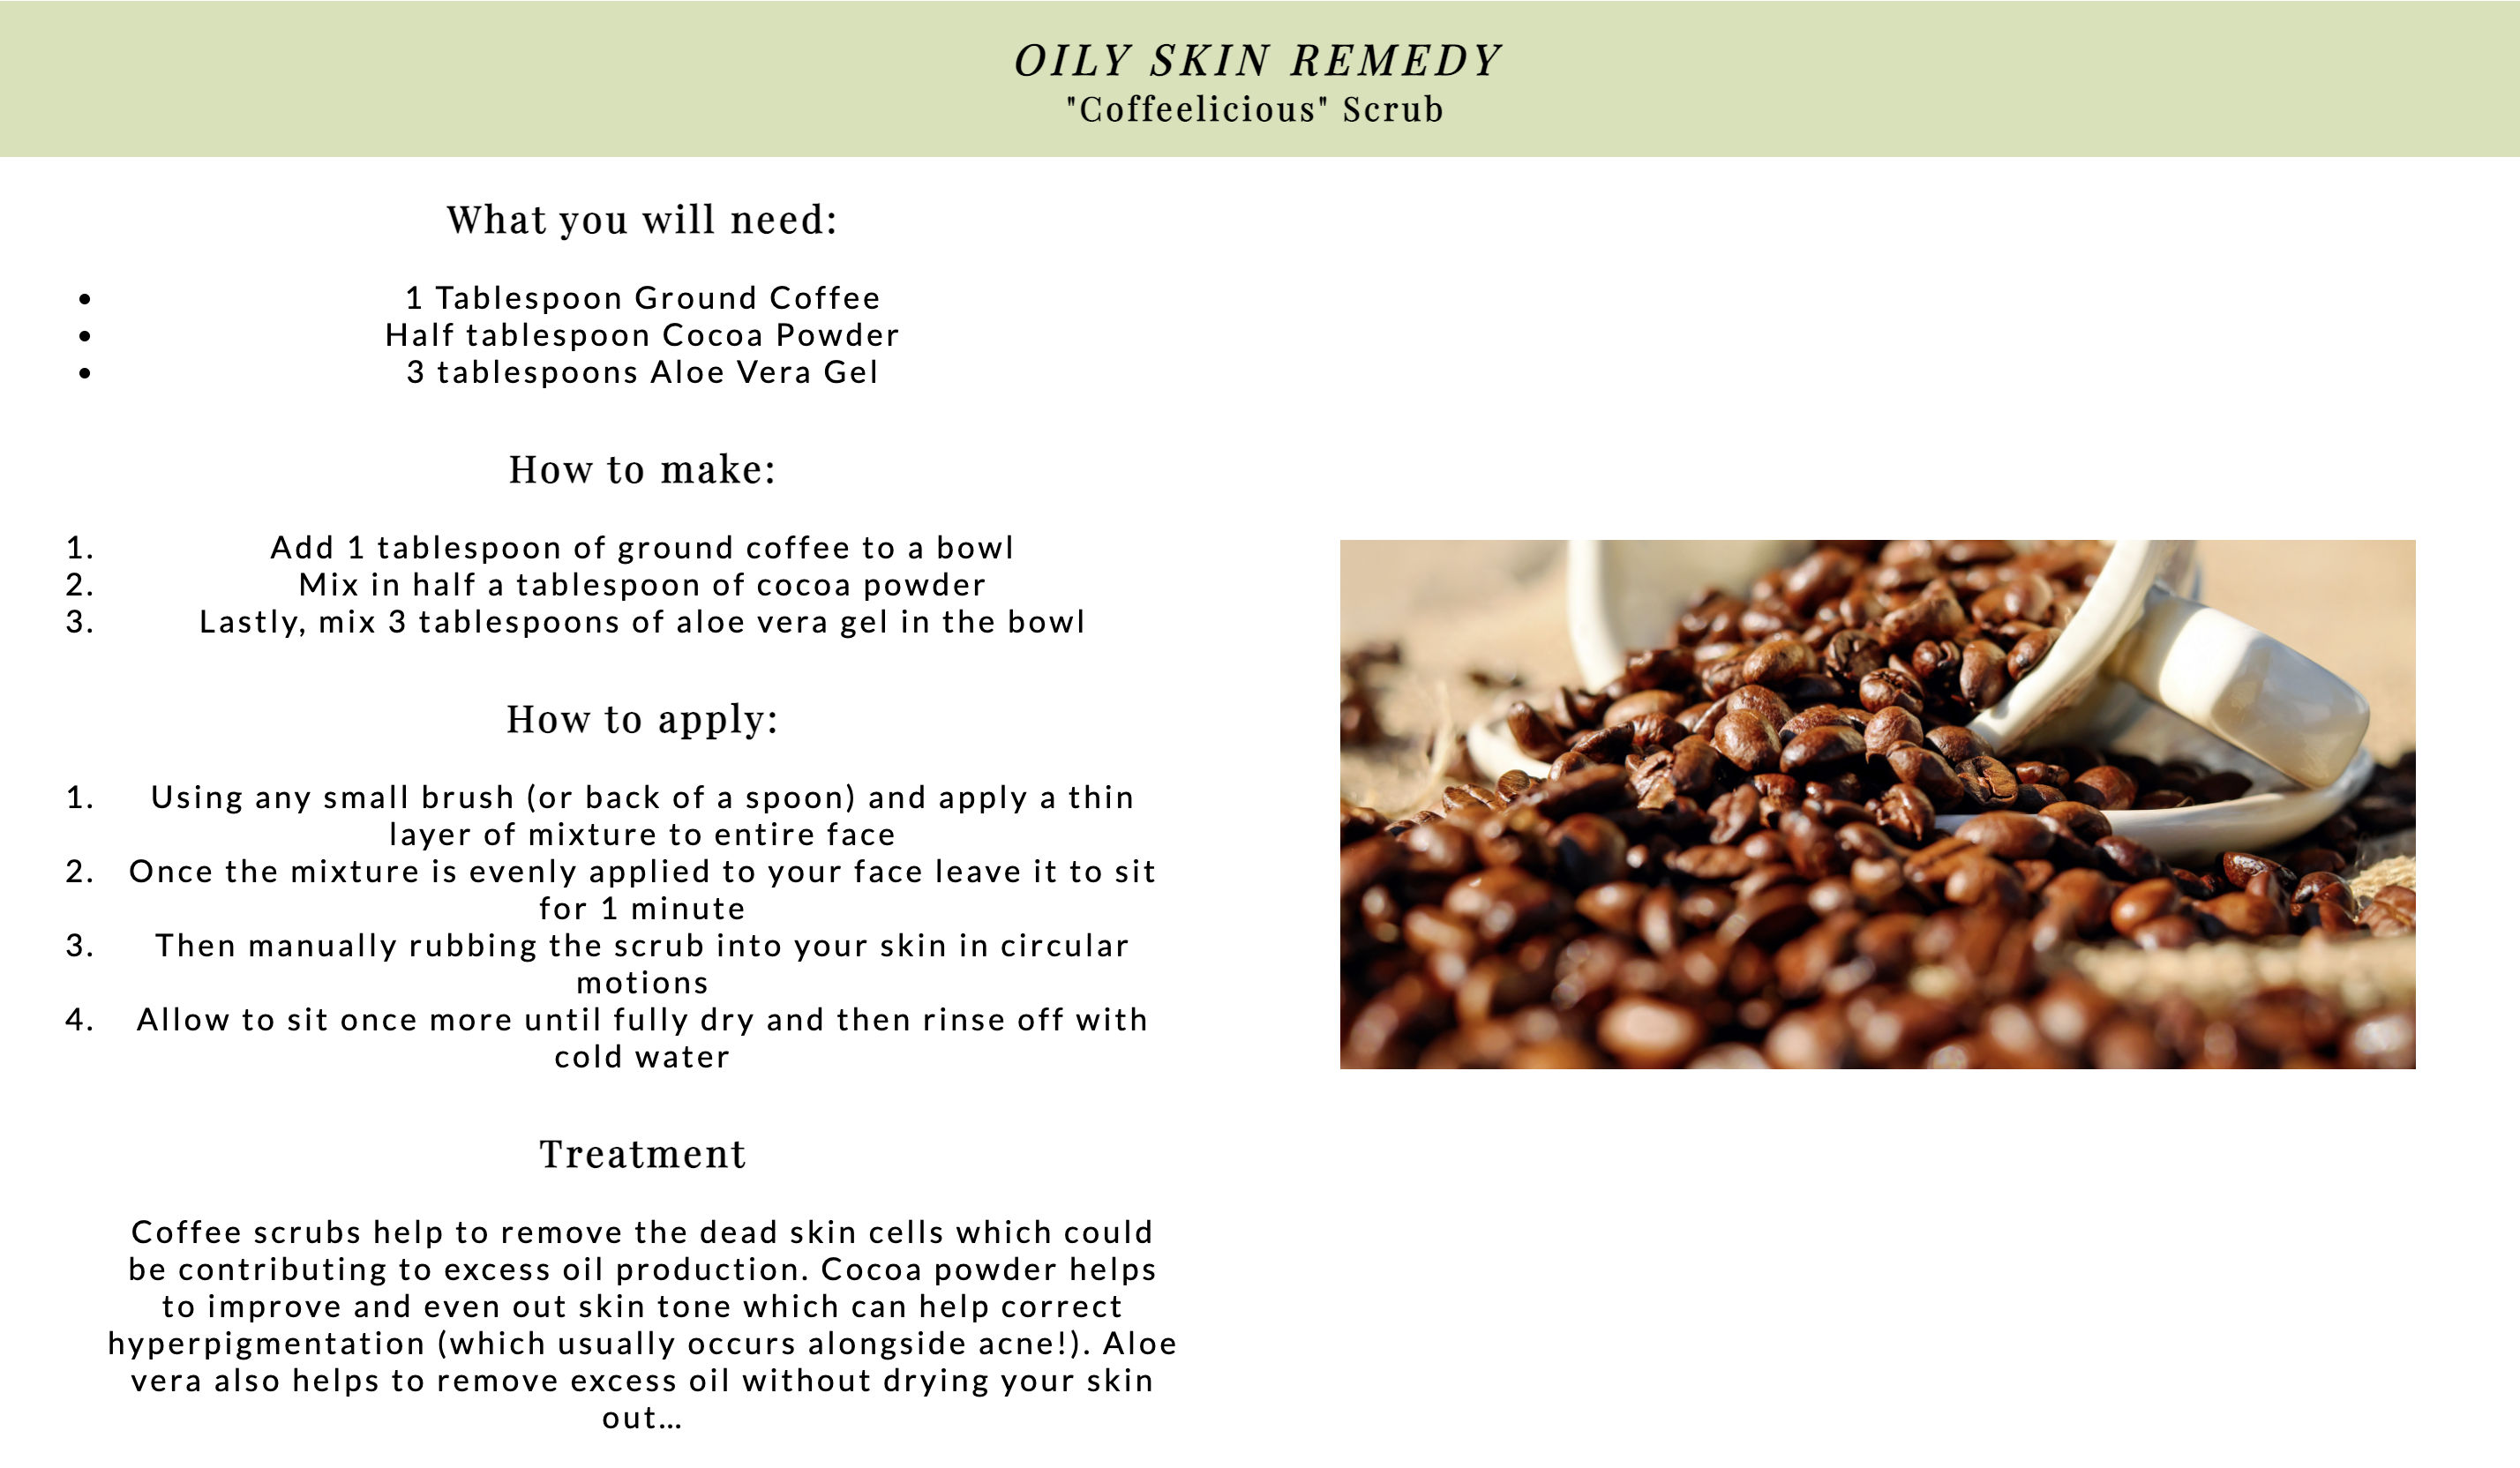 OILY SKIN REMEDY
"Coffeelicious" Scrub
What you will need:
• 1 Tablespoon Ground Coffee
• Half tablespoon Cocoa Powder
• 3 tablespoons Aloe Vera Gel
How to make:
1. Add 1 tablespoon of ground coffee to a bowl
2. Mix in half a tablespoon of cocoa powder
3. Lastly, mix 3 tablespoons of aloe vera gel in the bowl
How to apply:
1. Using any small brush (or back of a spoon) and apply a thin
layer of mixture to entire face
2. Once the mixture is evenly applied to your face leave it to sit
for 1 minute
3. Then manually rubbing the scrub into your skin in circular
motions
4. Allow to sit once more until fully dry and then rinse off with
cold water
Treatment
Coffee scrubs help to remove the dead skin cells which could
be contributing to excess oil production. Cocoa powder helps
to improve and even out skin tone which can help correct
hyperpigmentation (which usually occurs alongside acne!). Aloe
vera also helps to remove excess oil without drying your skin
out...